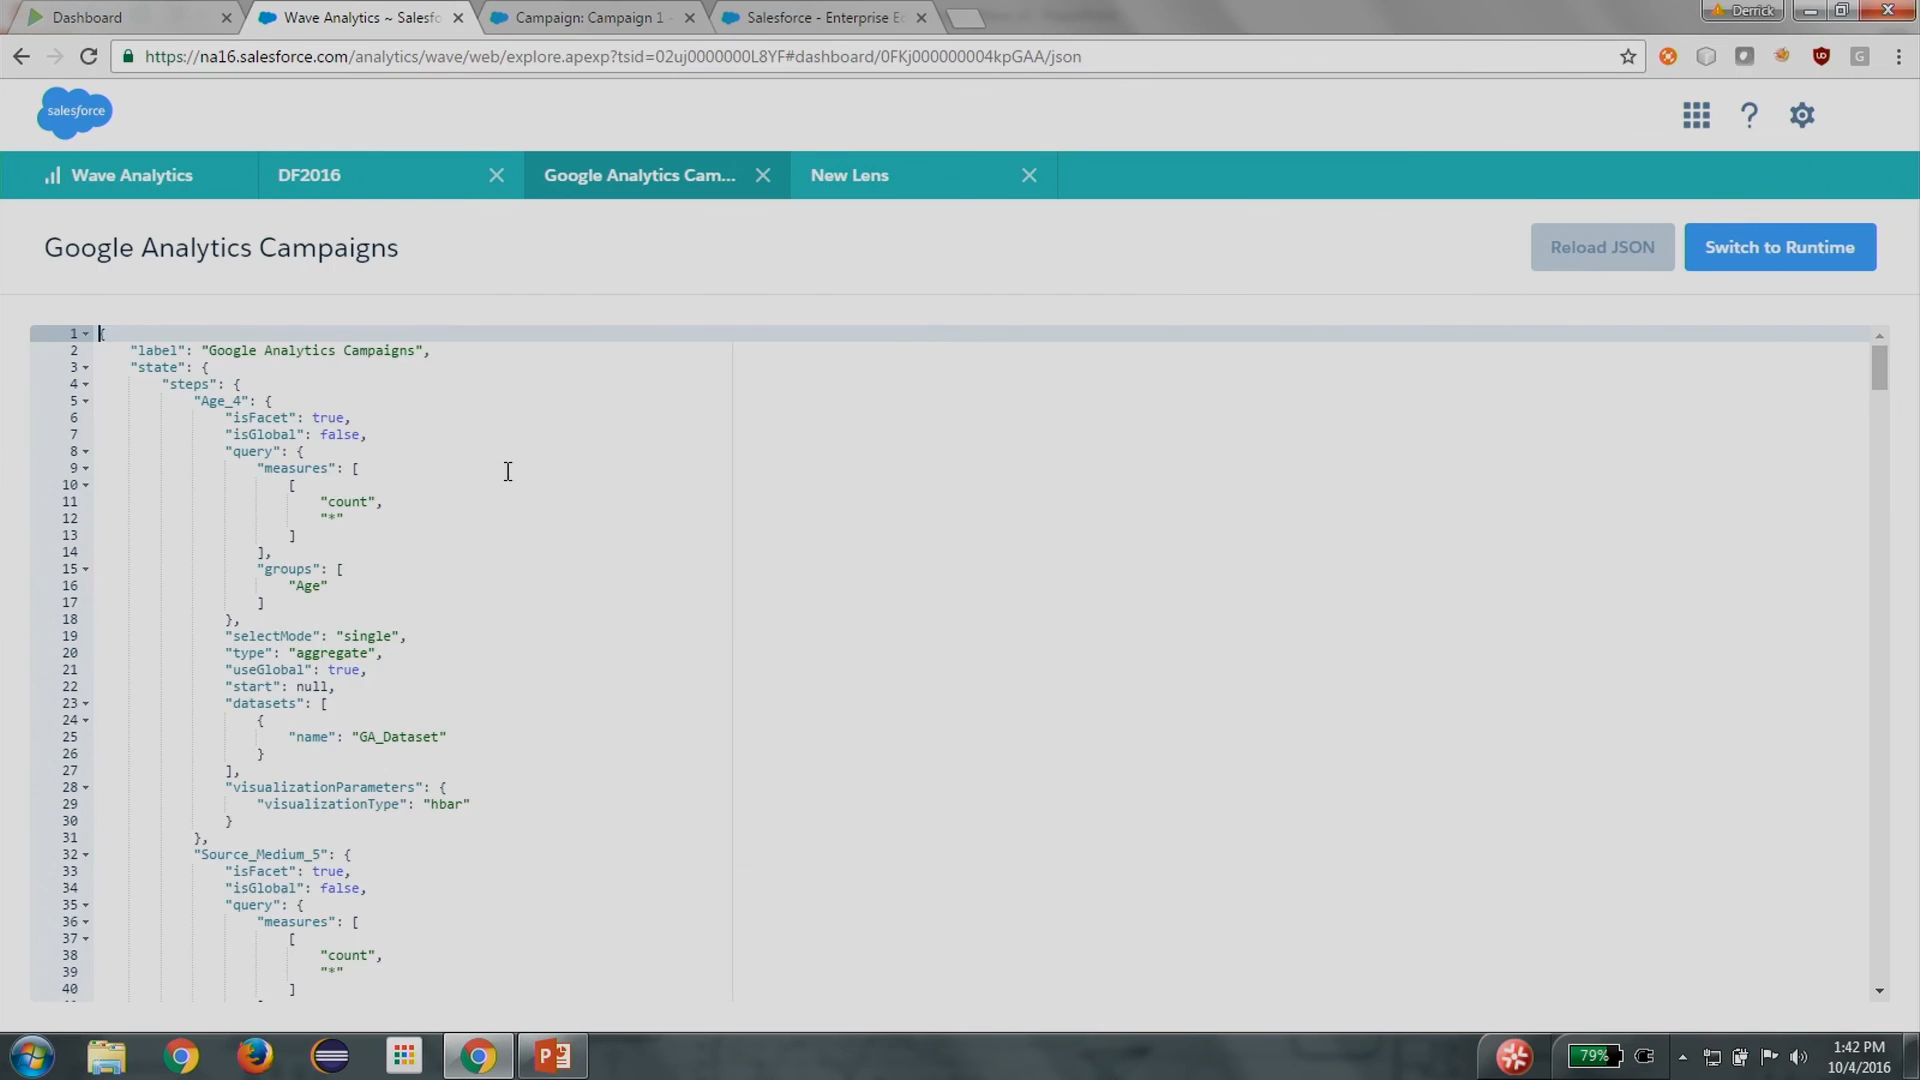 Dashboard
Wave Analytics ~ Salesfo
Campaign: Campaign 1 -
Salesforce - Enterprise Ed
Derrick
https://na16.salesforce.com/analytics/wave/web/explore.apexp?tsid=02uj0000000L8YF#dashboard/0FKj000000004kpGAA/json
salesforce
Wave Analytics
DF2016
Google Analytics Cam...
New Lens
Google Analytics Campaigns
Reload JSON
Switch to Runtime
1 {
2 "label": "Google Analytics Campaigns",
3 "state": {
4 "steps": {
5 "Age_4": {
6 "isFacet": true,
7 "isGlobal": false,
8 "query": {
9 "measures": [
10 [
11 "count",
12 "*"
13 ]
14 ],
15 "groups": [
16 "Age"
17 ]
18 },
19 "selectMode": "single",
20 "type": "aggregate",
21 "useGlobal": true,
22 "start": null,
23 "datasets": [
24 {
25 "name": "GA_Dataset"
26 }
27 ],
28 "visualizationParameters": {
29 "visualizationType": "hbar"
30 }
31 },
32 "Source_Medium_5": {
33 "isFacet": true,
34 "isGlobal": false,
35 "query": {
36 "measures": [
37 [
38 "count",
39 "*"
40 ]
79%
1:42 PM
10/4/2016